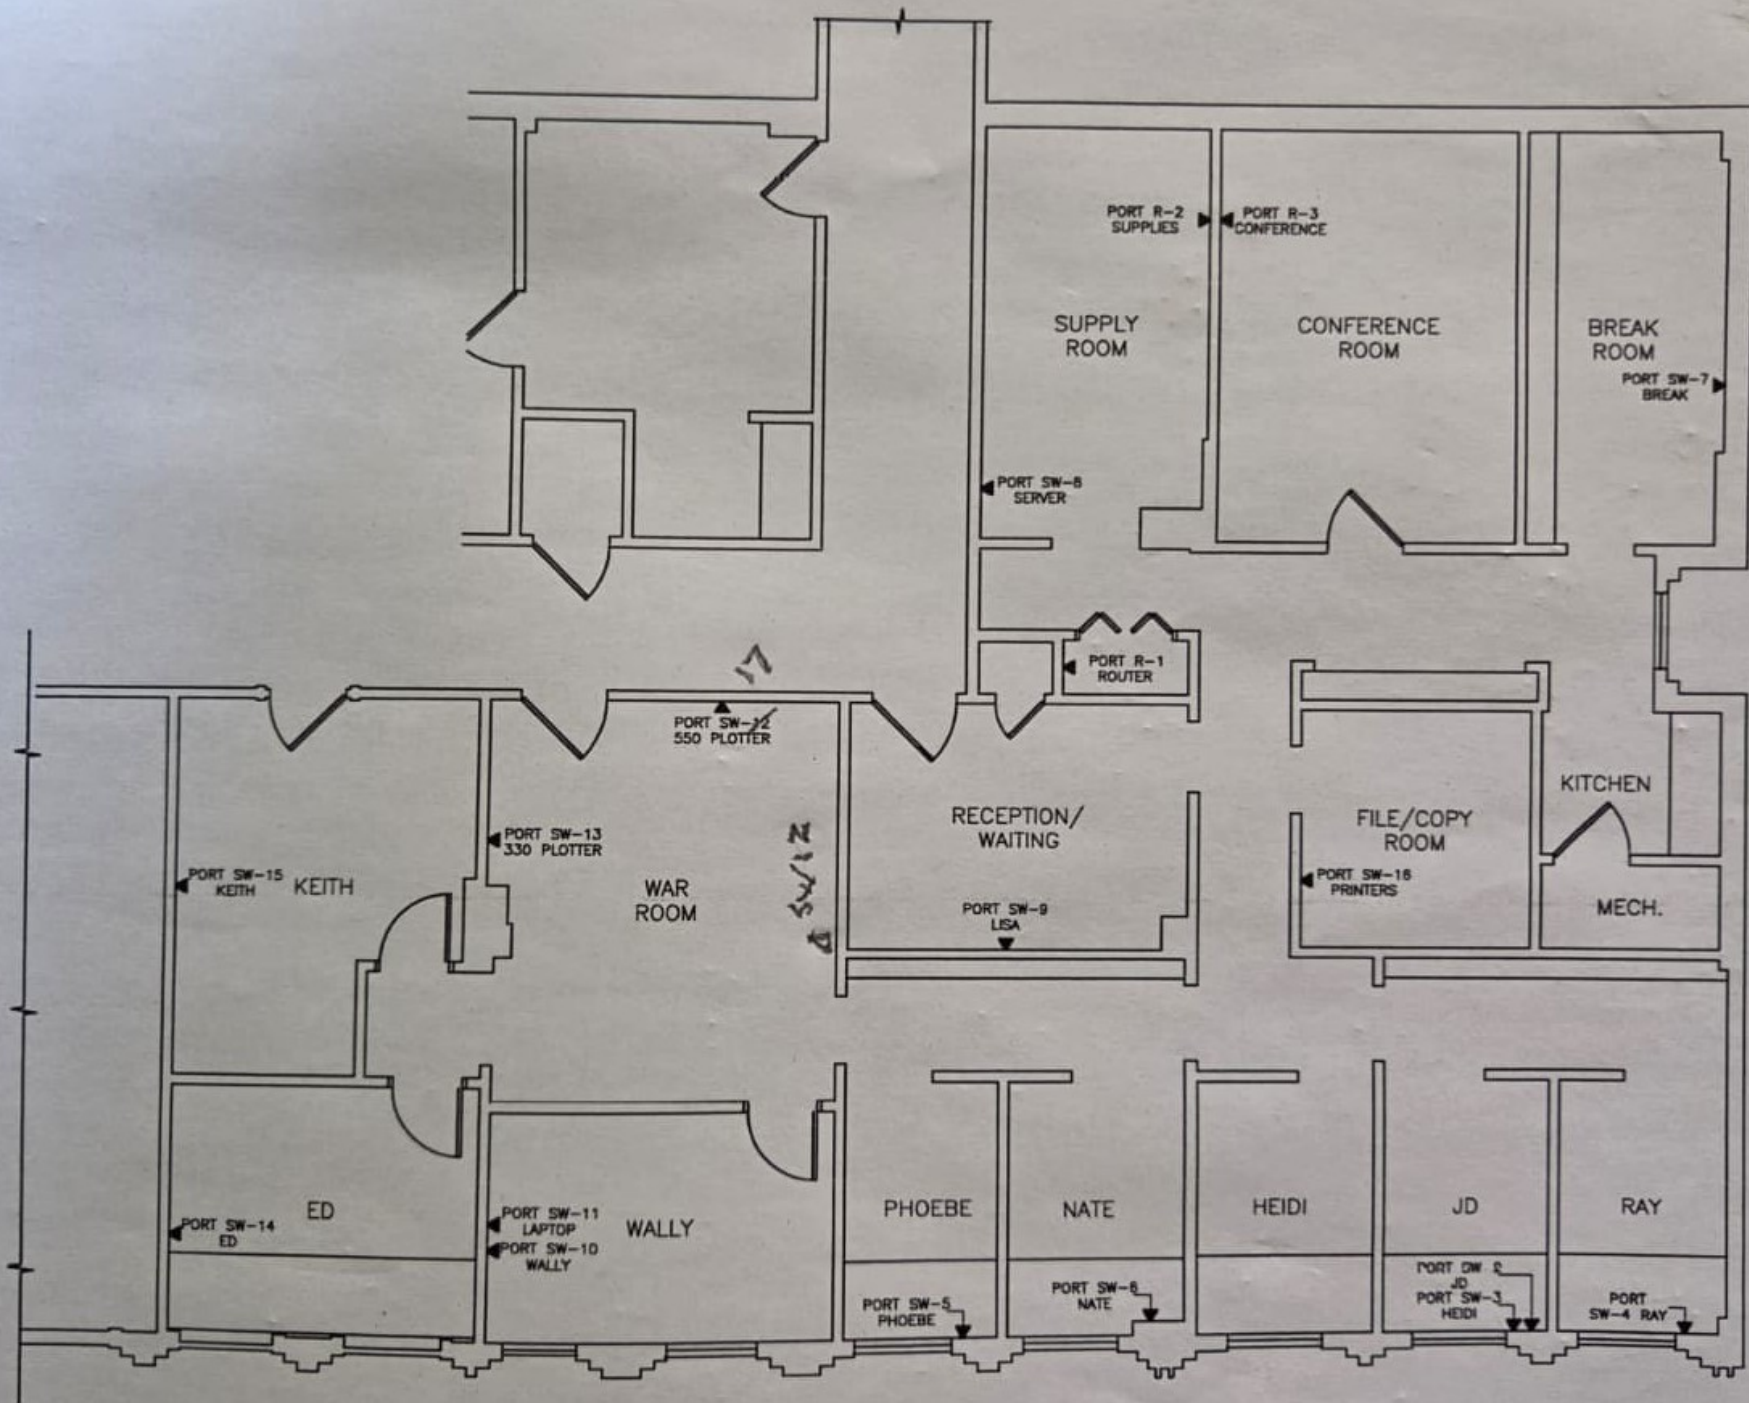 PORT R-2
SUPPLIES
PORT R-3
CONFERENCE
SUPPLY
ROOM
CONFERENCE
ROOM
BREAK
ROOM
PORT SW-7
BREAK
PORT SW-8
SERVER
PORT R-1
ROUTER
17
PORT SW-12
550 PLOTTER
KITCHEN
RECEPTION/
WAITING
FILE/COPY
ROOM
PORT SW-13
330 PLOTTER
SW12
PORT SW-15
KEITH
KEITH
WAR
ROOM
PORT SW-16
PRINTERS
PORT SW-9
LISA
MECH.
ED
PORT SW-14
ED
PORT SW-11
LAPTOP
PORT SW-10
WALLY
WALLY
PHOEBE
NATE
HEIDI
JD
RAY
PORT SW-5
PHOEBE
PORT SW-6
NATE
PORT SW-2
JD
PORT SW-3
HEIDI
PORT
SW-4 RAY